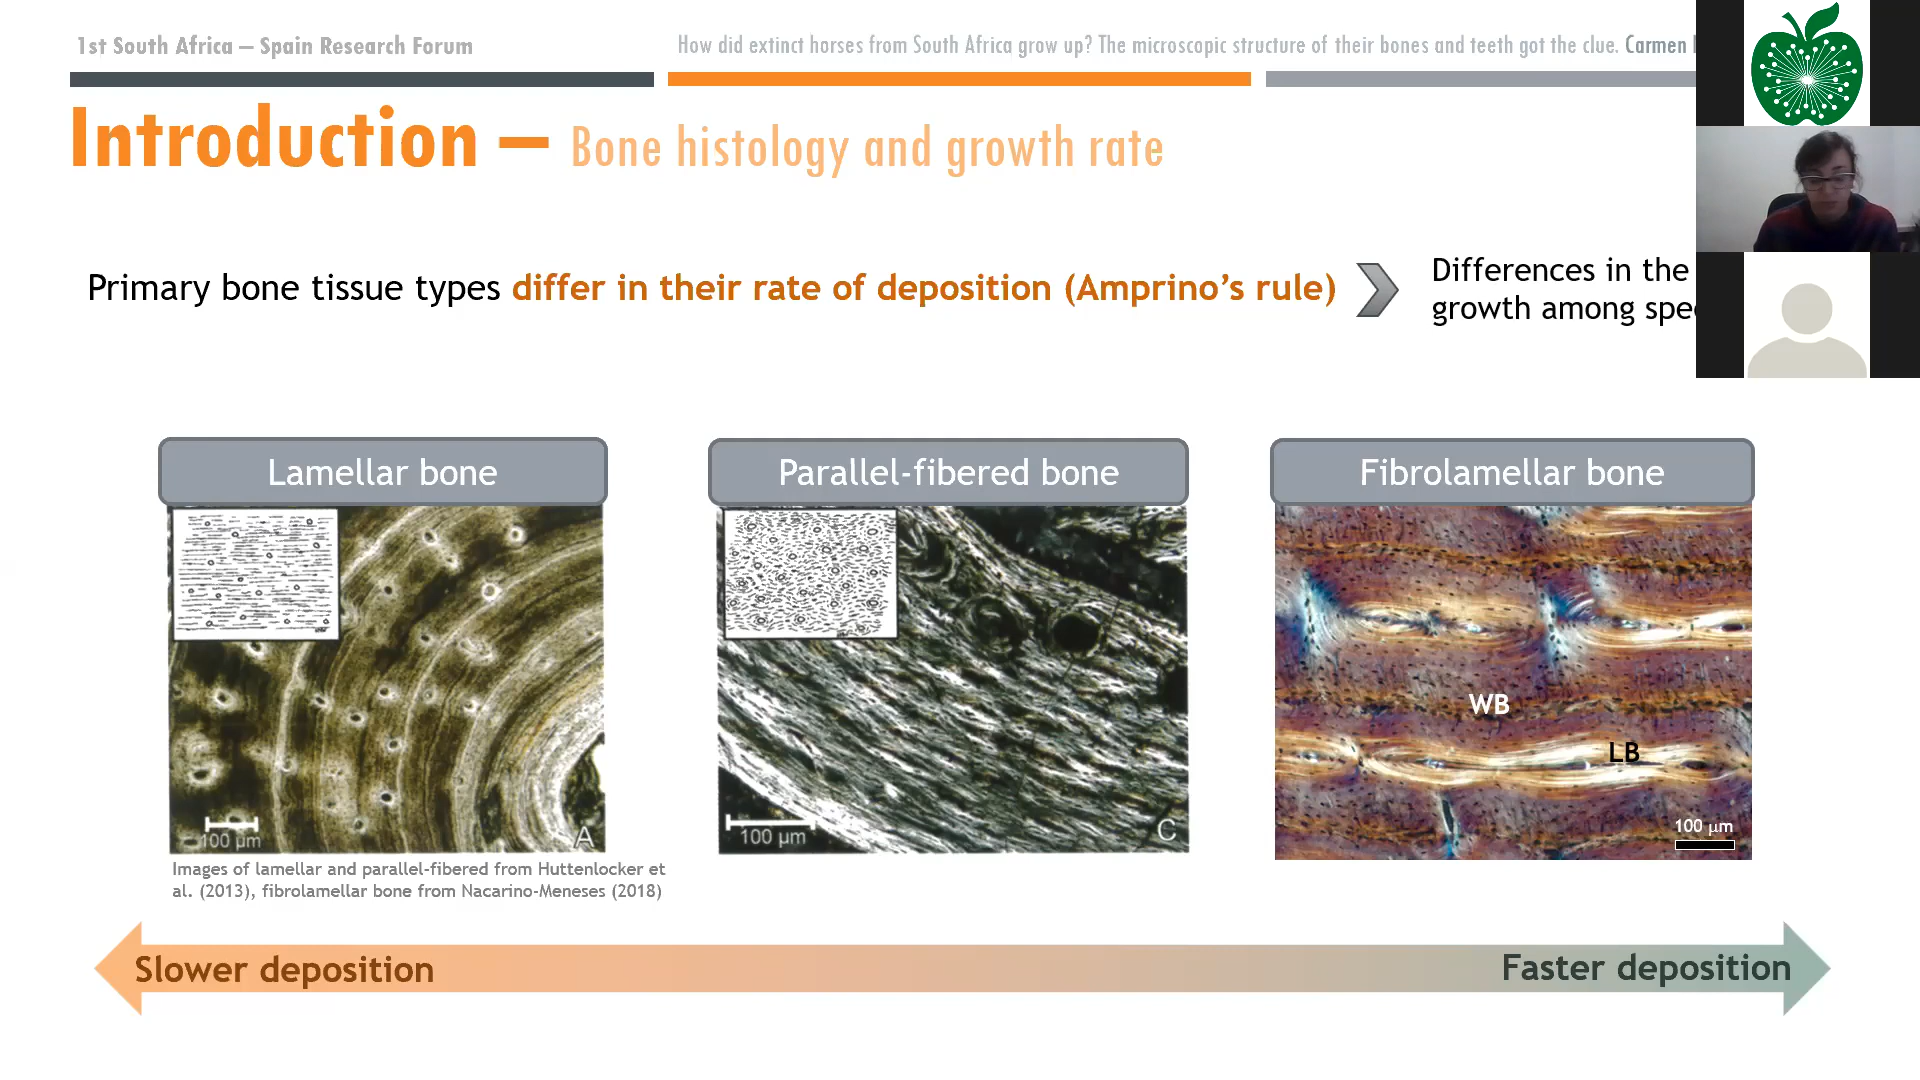 1st South Africa – Spain Research Forum
How did extinct horses from South Africa grow up? The microscopic structure of their bones and teeth got the clue. Carmen
Introduction – Bone histology and growth rate
Primary bone tissue types differ in their rate of deposition (Amprino's rule)
Differences in the
growth among
Lamellar bone
Parallel-fibered bone
Fibrolamellar bone
WB
LB
100 µm
A
100 µm
C
100 µm
Images of lamellar and parallel-fibered from Huttenlocker et
al. (2013), fibrolamellar bone from Nacarino-Meneses (2018)
Slower deposition
Faster deposition